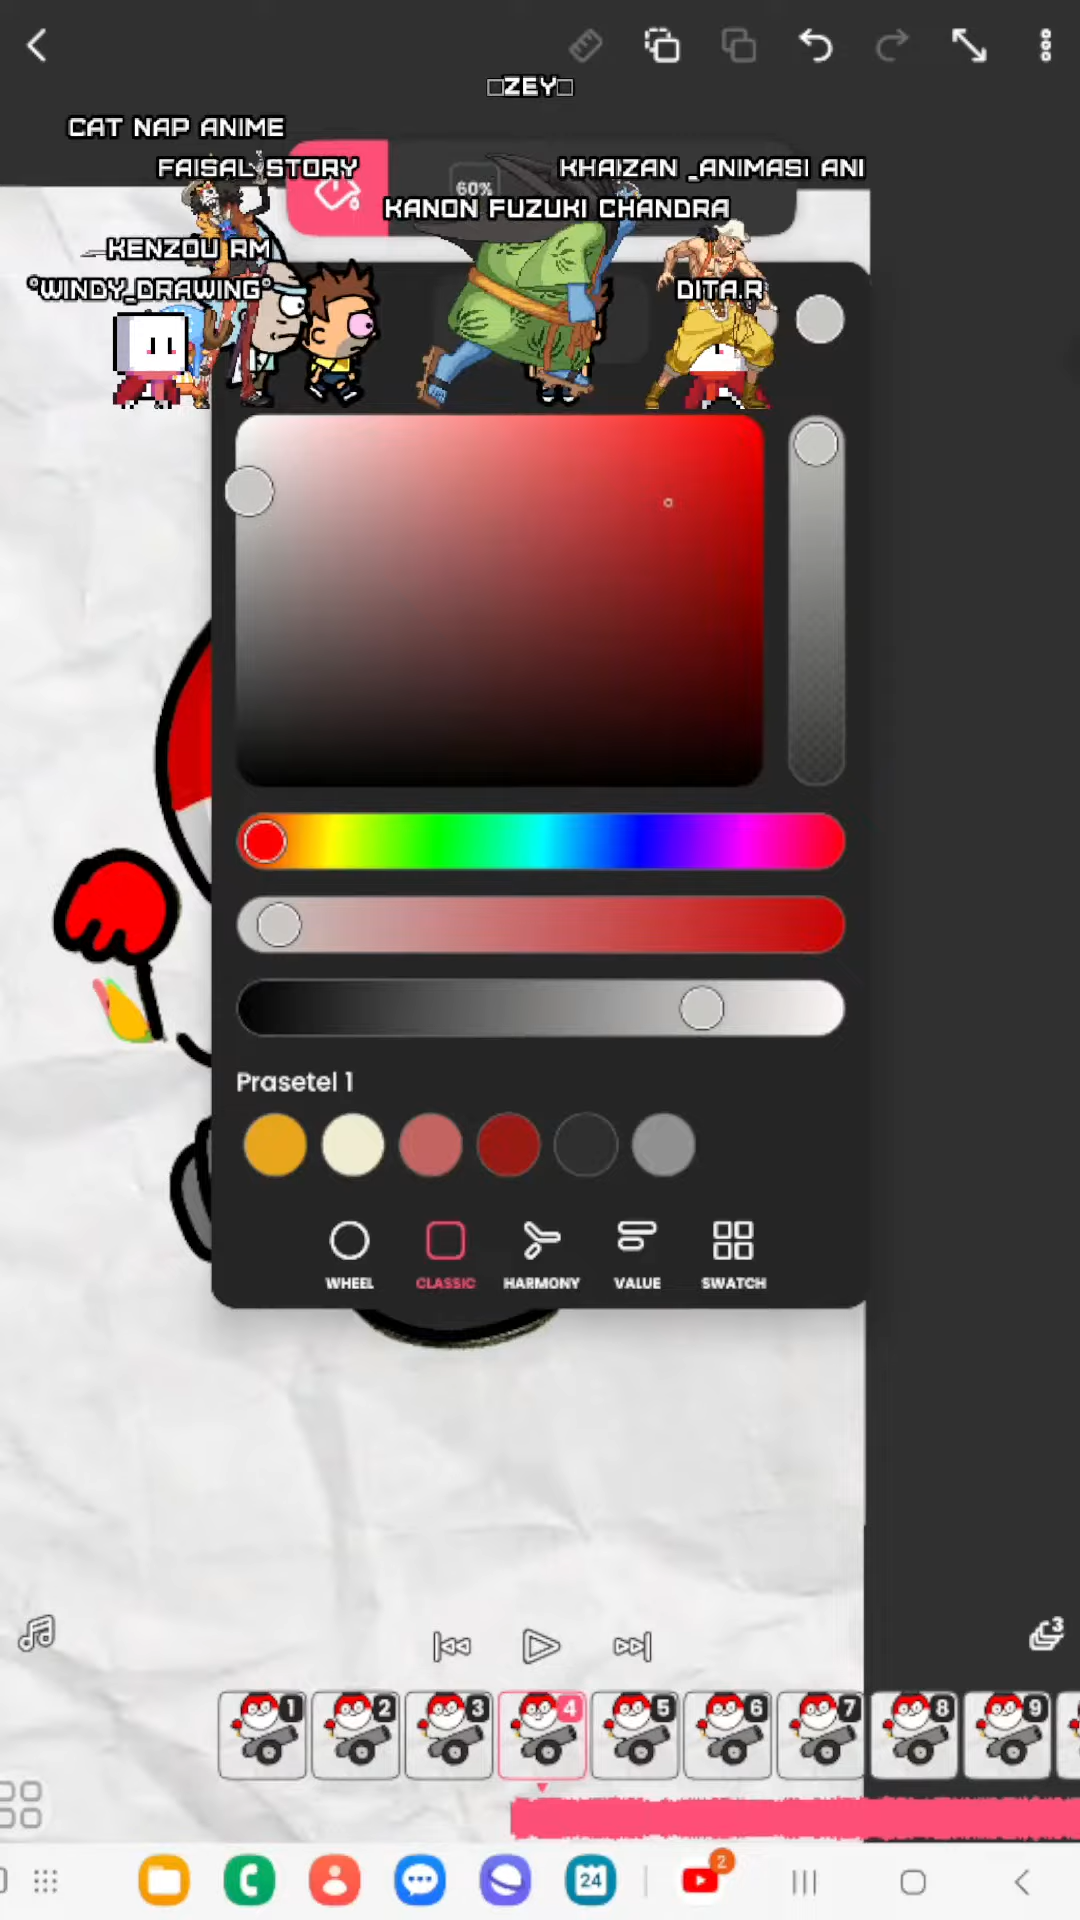 □ZEY□
CAT NAP ANIME
FAISAL STORY
KHAIZAN _ANIMASI ANI
60%
KANON FUZUKI CHANDRA
KENZOU RM
°WINDY_DRAWING°
DITA.R
Prasetel 1
WHEEL CLASSIC HARMONY VALUE SWATCH
3
1 2 3 4 5 6 7 8 9
24
2